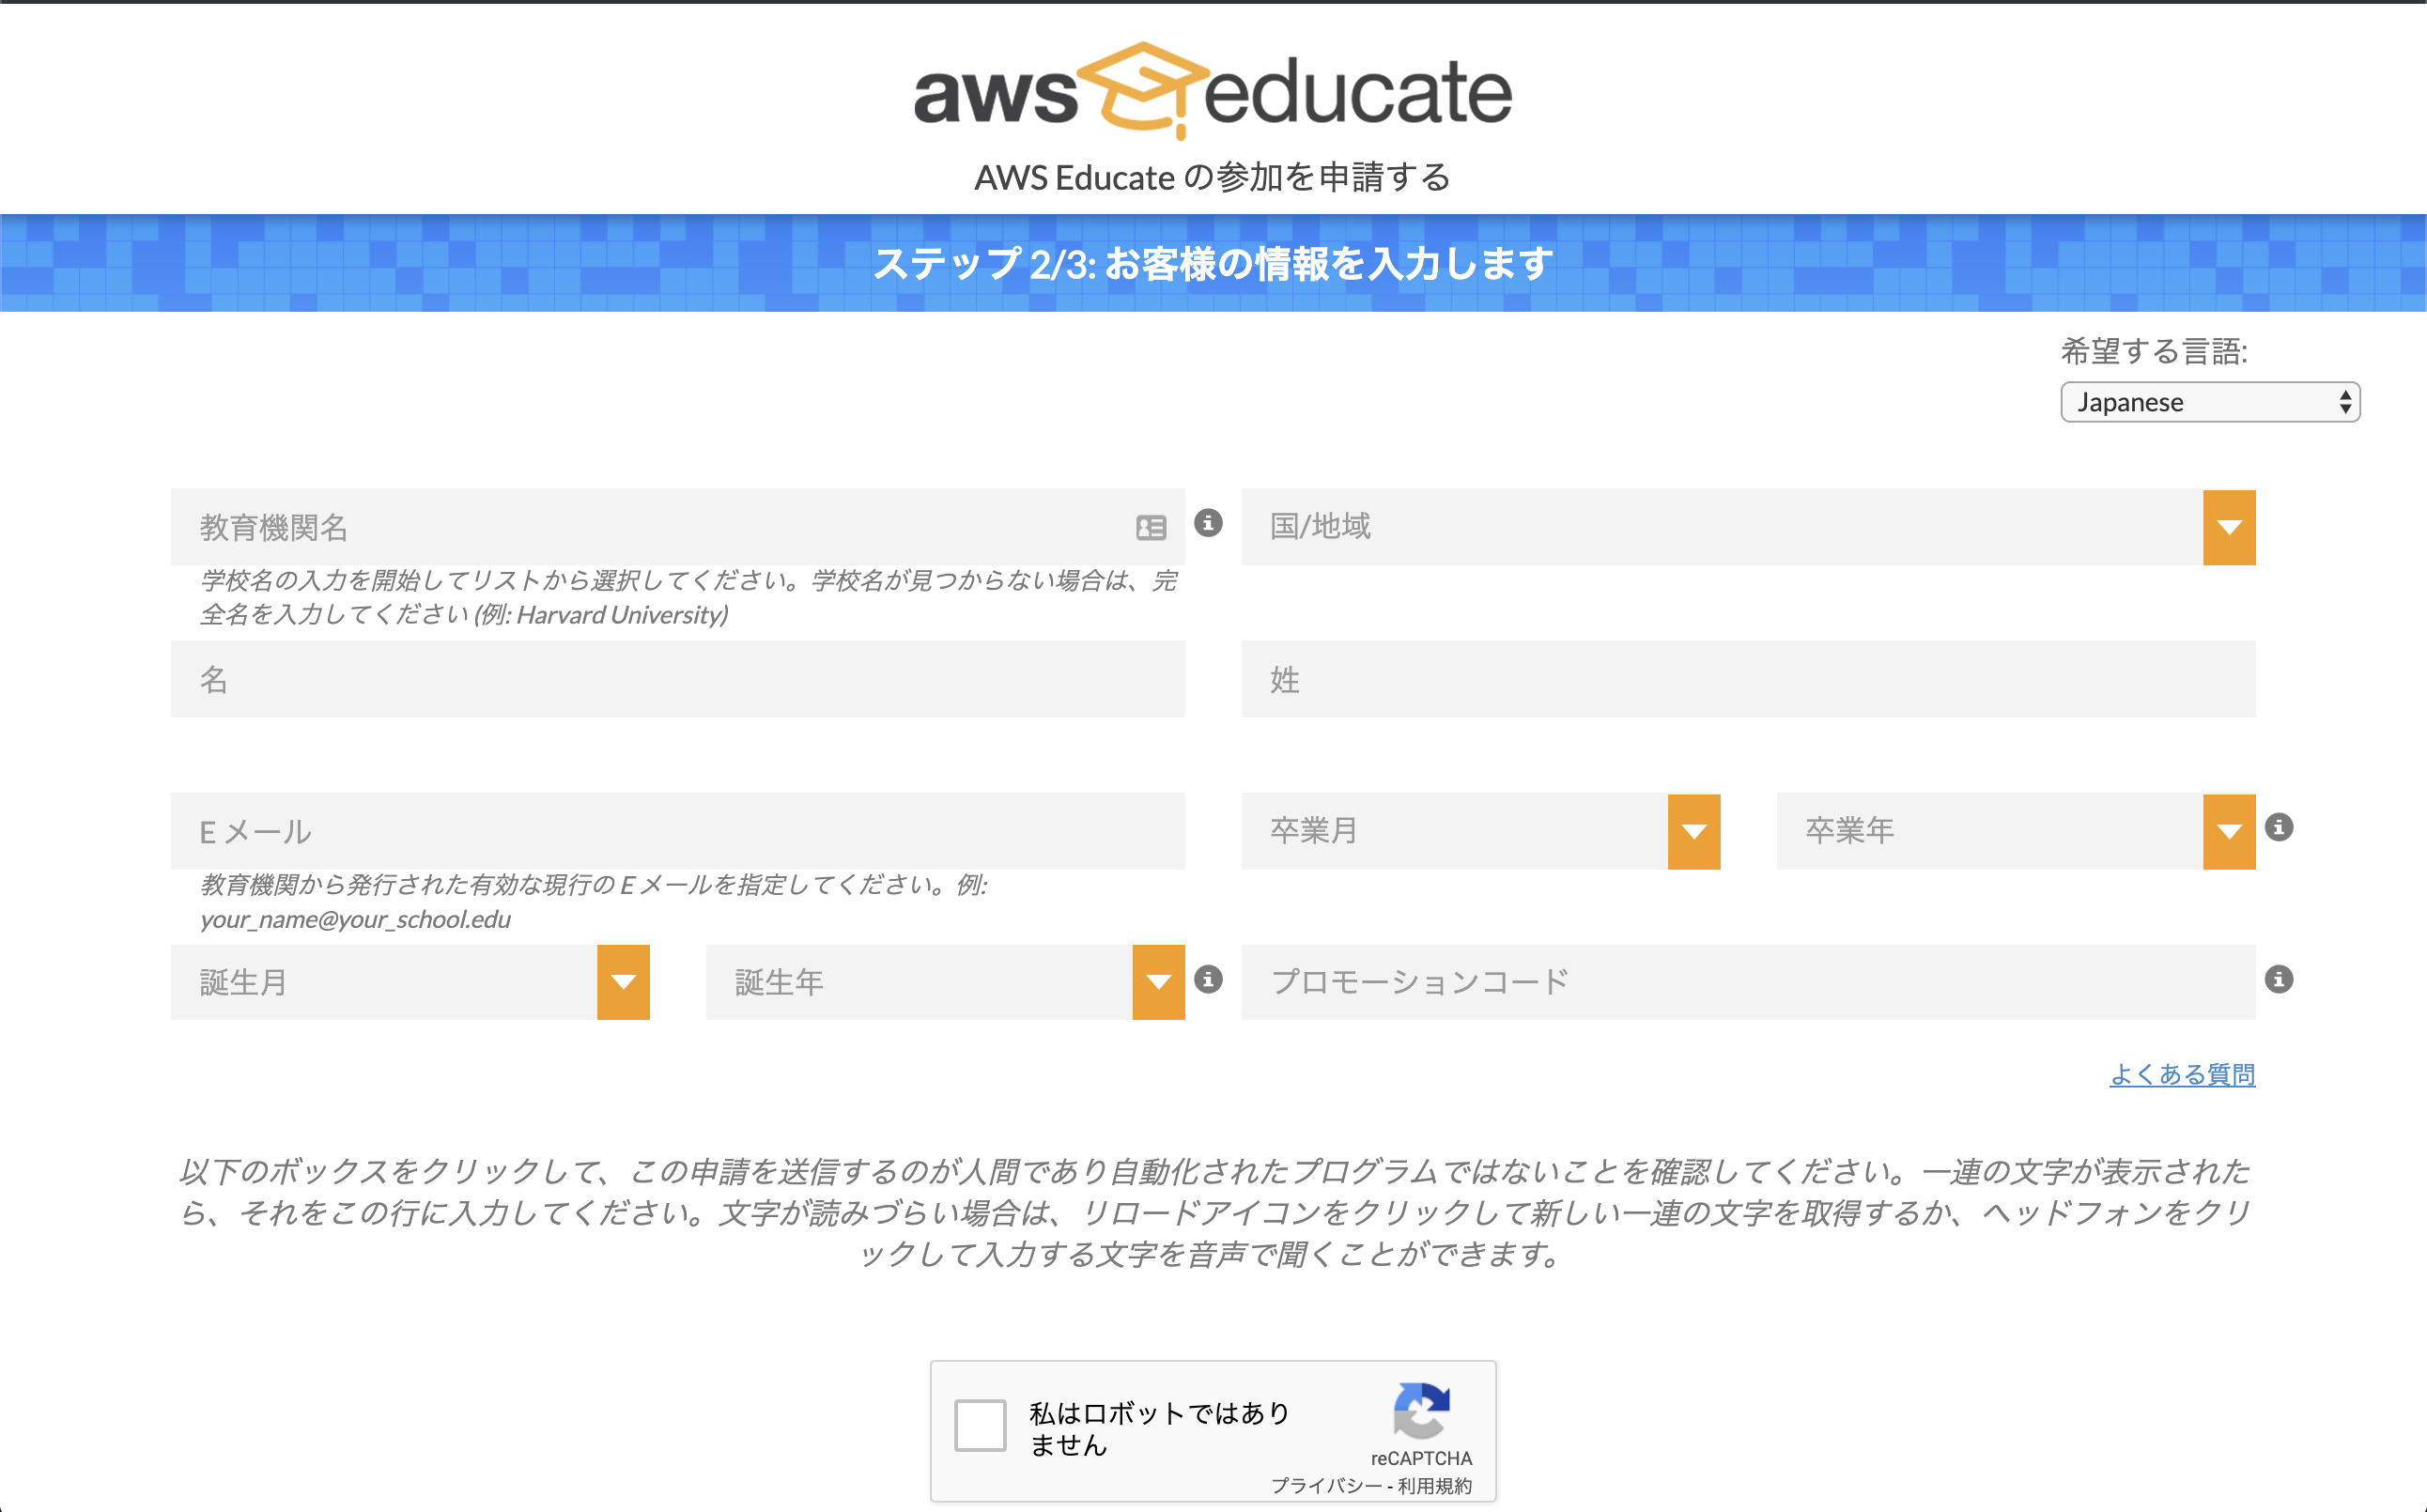 aws educate
AWS Educate の参加を申請する
ステップ 2/3: お客様の情報を入力します
希望する言語:
Japanese
教育機関名
国/地域
学校名の入力を開始してリストから選択してください。学校名が見つからない場合は、完
全名を入力してください (例: Harvard University)
名
姓
E メール
卒業月
卒業年
教育機関から発行された有効な現行の E メールを指定してください。例:
your_name@your_school.edu
誕生月
誕生年
プロモーションコード
よくある質問
以下のボックスをクリックして、この申請を送信するのが人間であり自動化されたプログラムではないことを確認してください。一連の文字が表示された
ら、それをこの行に入力してください。文字が読みづらい場合は、リロードアイコンをクリックして新しい一連の文字を取得するか、ヘッドフォンをクリ
ックして入力する文字を音声で聞くことができます。
私はロボットではあり
ません
reCAPTCHA
プライバシー - 利用規約